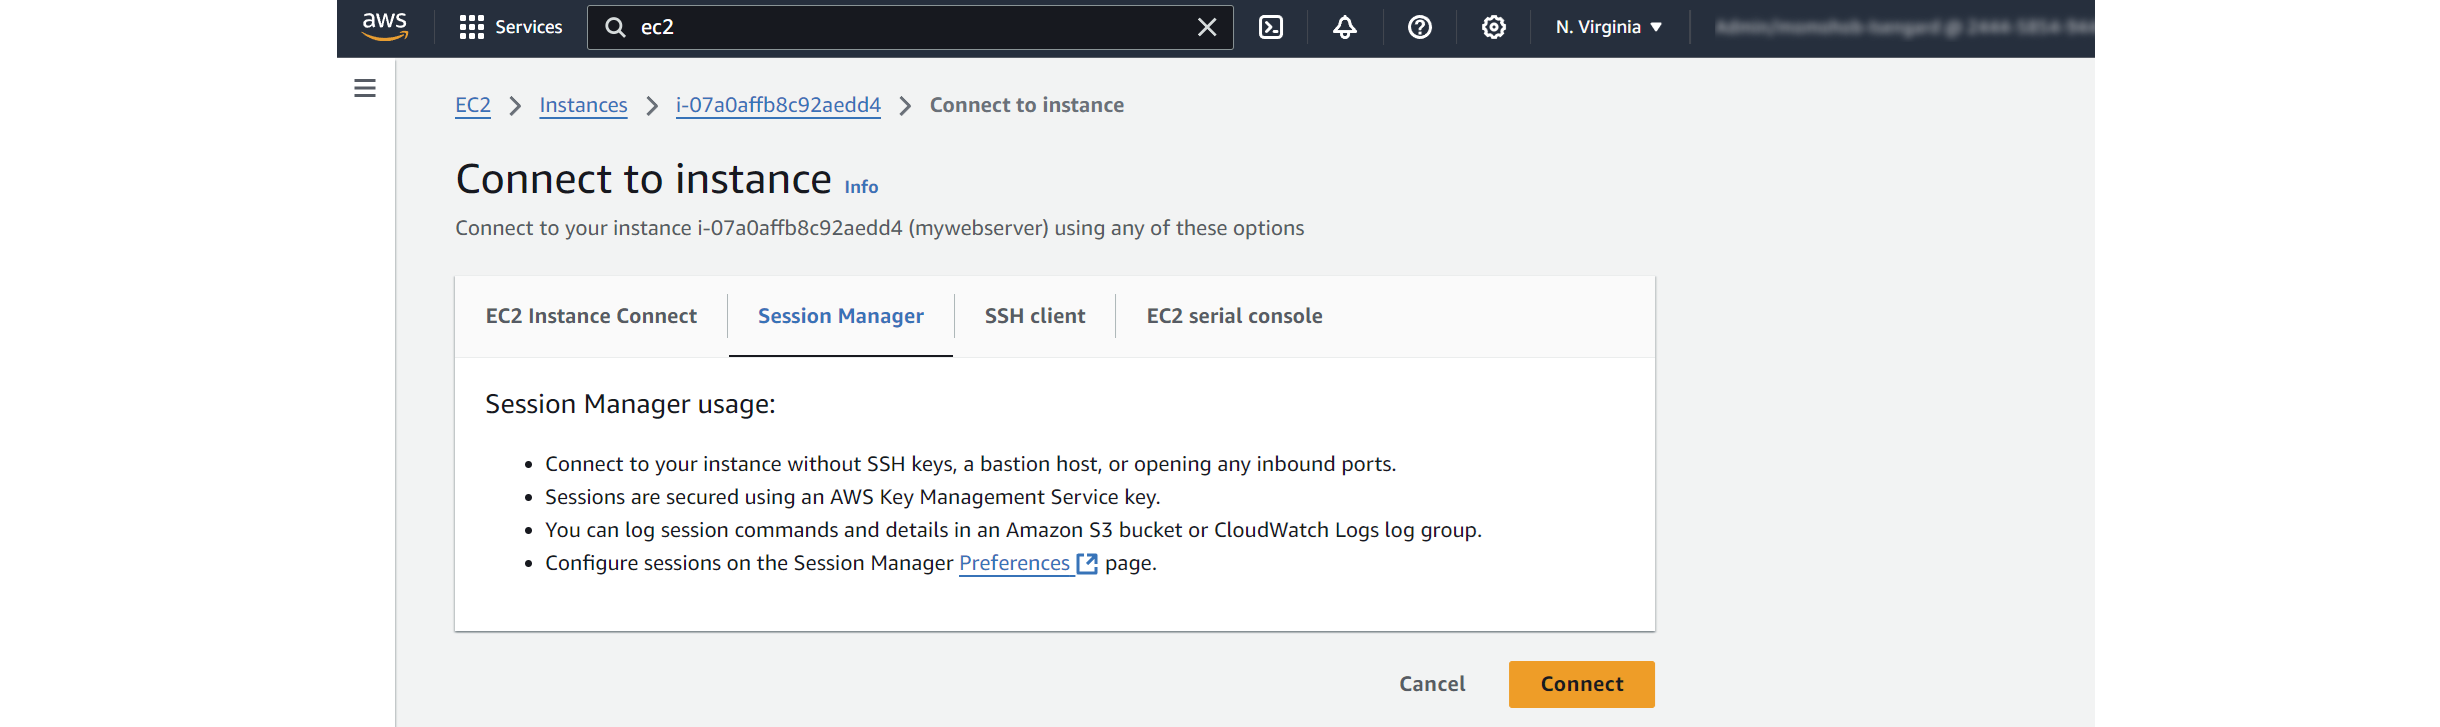 aws Services ec2 N. Virginia
EC2 Instances i-07a0affb8c92aedd4 Connect to instance
Connect to instance Info
Connect to your instance i-07a0affb8c92aedd4 (mywebserver) using any of these options
EC2 Instance Connect Session Manager SSH client EC2 serial console
Session Manager usage:
• Connect to your instance without SSH keys, a bastion host, or opening any inbound ports.
• Sessions are secured using an AWS Key Management Service key.
• You can log session commands and details in an Amazon S3 bucket or CloudWatch Logs log group.
• Configure sessions on the Session Manager Preferences page.
Cancel Connect